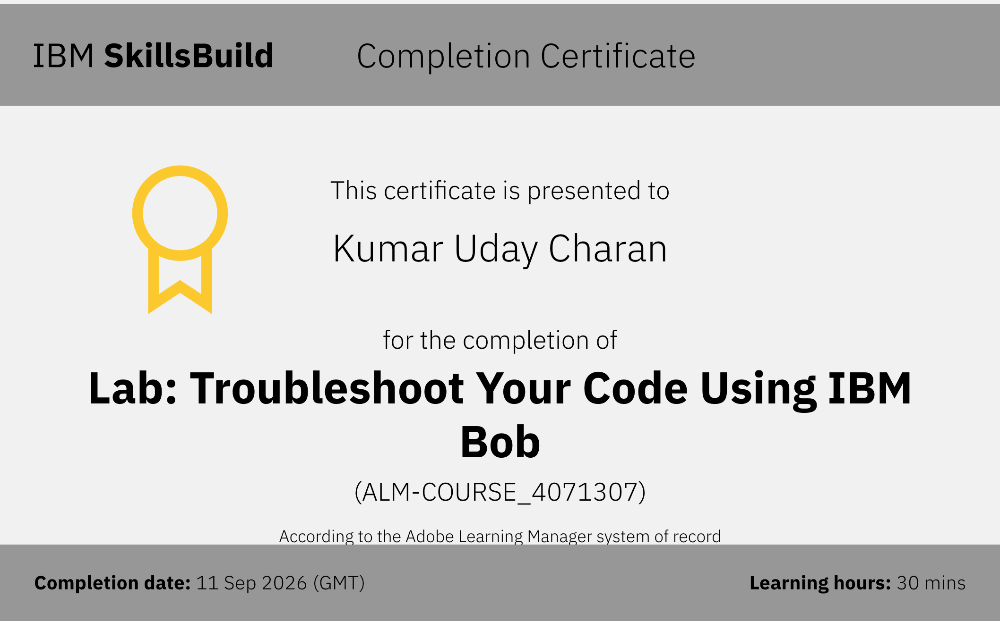 IBM SkillsBuild
Completion Certificate
This certificate is presented to
Kumar Uday Charan
for the completion of
Lab: Troubleshoot Your Code Using IBM
Bob
(ALM-COURSE_4071307)
According to the Adobe Learning Manager system of record
Completion date: 11 Sep 2026 (GMT)
Learning hours: 30 mins